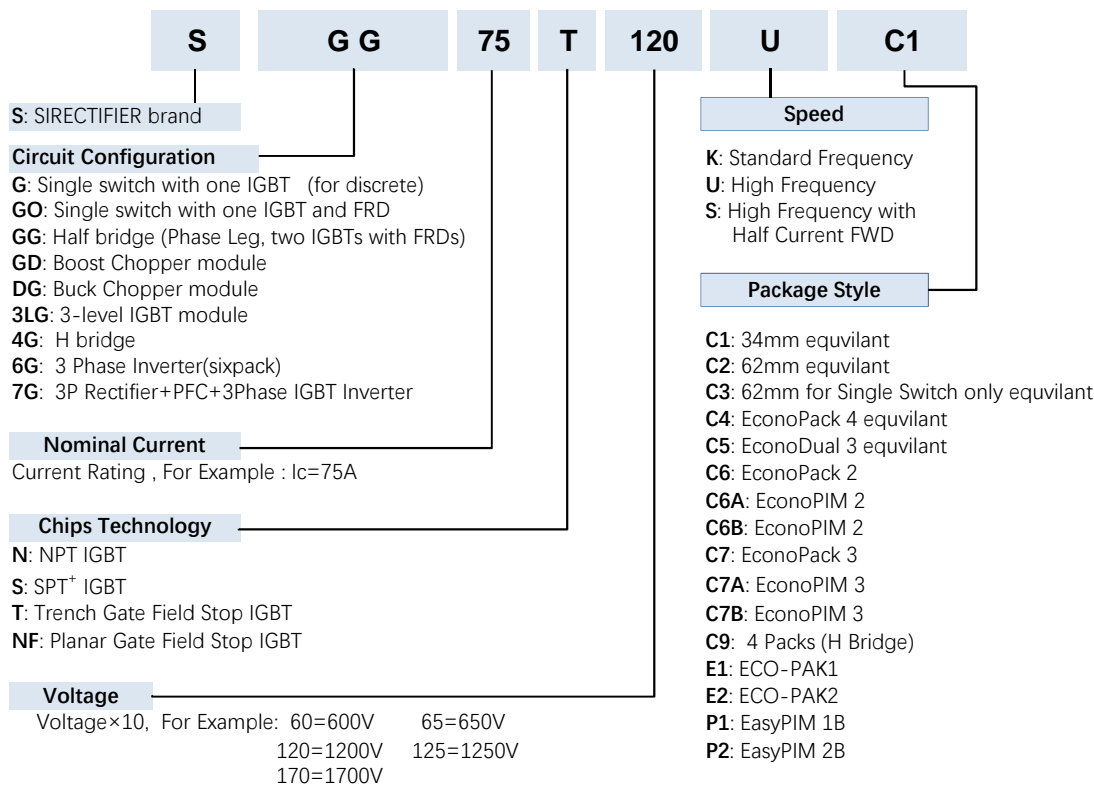 S G G 75 T 120 U C1
S: SIRECTIFIER brand
Circuit Configuration
G: Single switch with one IGBT (for discrete)
GO: Single switch with one IGBT and FRD
GG: Half bridge (Phase Leg, two IGBTs with FRDs)
GD: Boost Chopper module
DG: Buck Chopper module
3LG: 3-level IGBT module
4G: H bridge
6G: 3 Phase Inverter(sixpack)
7G: 3P Rectifier+PFC+3Phase IGBT Inverter
Nominal Current
Current Rating , For Example : Ic=75A
Chips Technology
N: NPT IGBT
S: SPT+ IGBT
T: Trench Gate Field Stop IGBT
NF: Planar Gate Field Stop IGBT
Voltage
Voltage×10, For Example: 60=600V 65=650V
120=1200V 125=1250V
170=1700V
Speed
K: Standard Frequency
U: High Frequency
S: High Frequency with
Half Current FWD
Package Style
C1: 34mm equvilant
C2: 62mm equvilant
C3: 62mm for Single Switch only equvilant
C4: EconoPack 4 equvilant
C5: EconoDual 3 equvilant
C6: EconoPack 2
C6A: EconoPIM 2
C6B: EconoPIM 2
C7: EconoPack 3
C7A: EconoPIM 3
C7B: EconoPIM 3
C9: 4 Packs (H Bridge)
E1: ECO-PAK1
E2: ECO-PAK2
P1: EasyPIM 1B
P2: EasyPIM 2B